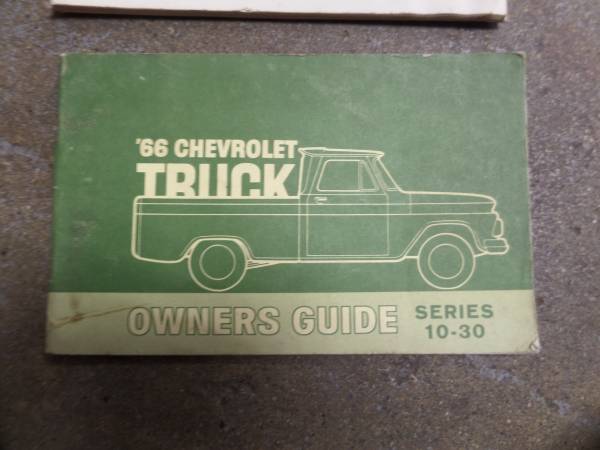 '66 CHEVROLET
TRUCK
OWNERS GUIDE
SERIES
10-30